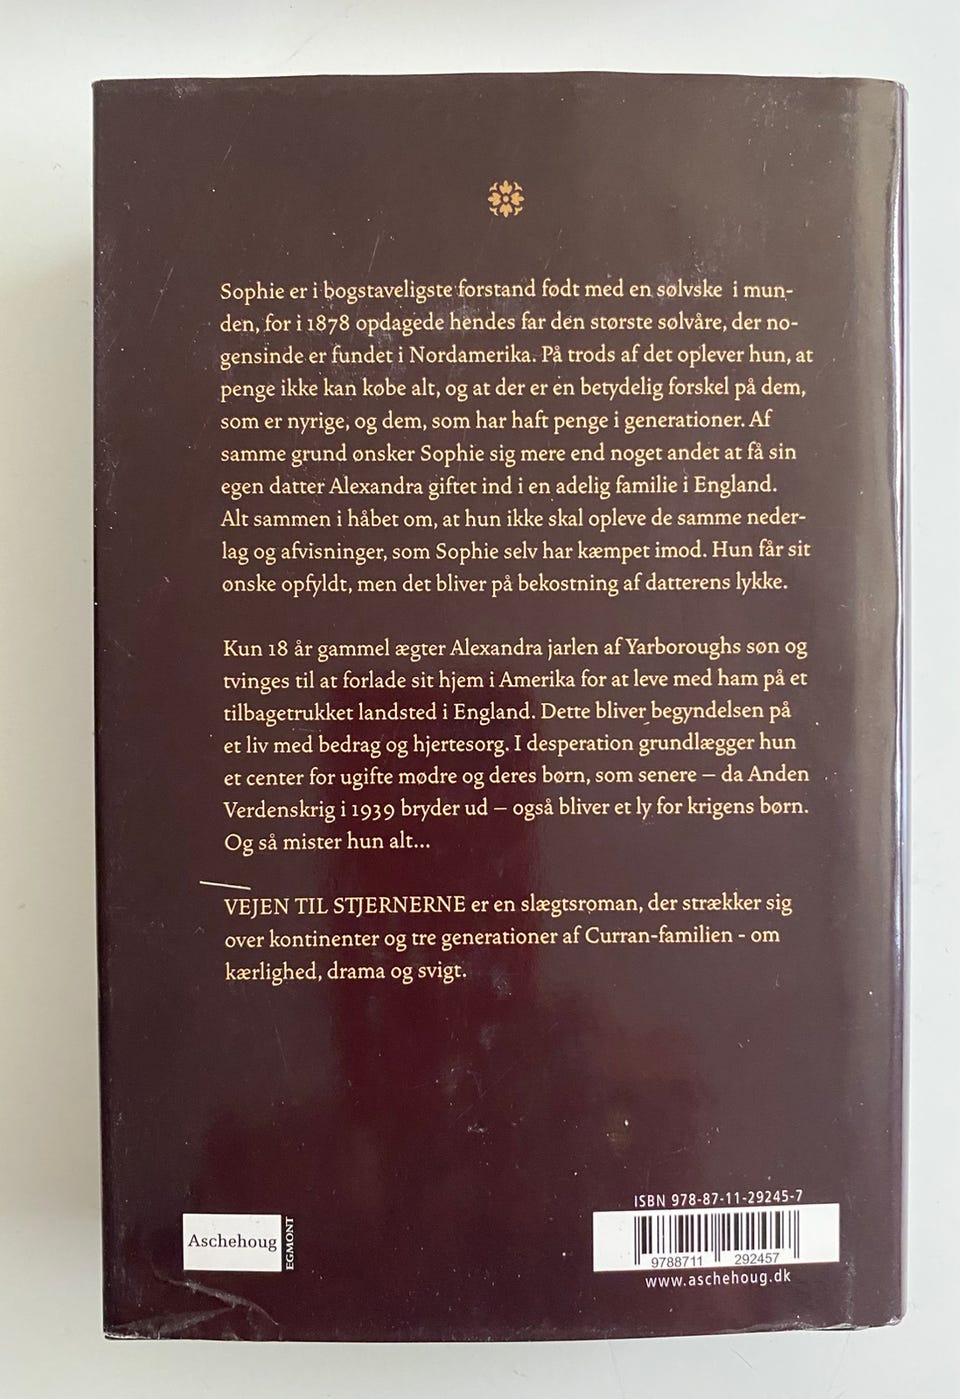 Sophie er i bogstaveligste forstand født med en sølvske i mun-
den, for i 1878 opdagede hendes far den største sølvåre, der no-
gensinde er fundet i Nordamerika. På trods af det oplever hun, at
penge ikke kan købe alt, og at der er en betydelig forskel på dem,
som er nyrige, og dem, som har haft penge i generationer. Af
samme grund ønsker Sophie sig mere end noget andet at få sin
egen datter Alexandra giftet ind i en adelig familie i England.
Alt sammen i håbet om, at hun ikke skal opleve de samme neder-
lag og afvisninger, som Sophie selv har kæmpet imod. Hun får sit
ønske opfyldt, men det bliver på bekostning af datterens lykke.
Kun 18 år gammel ægter Alexandra jarlen af Yarboroughs søn og
tvinges til at forlade sit hjem i Amerika for at leve med ham på et
tilbagetrukket landsted i England. Dette bliver begyndelsen på
et liv med bedrag og hjertesorg. I desperation grundlægger hun
et center for ugifte mødre og deres børn, som senere – da Anden
Verdenskrig i 1939 bryder ud – også bliver et ly for krigens børn.
Og så mister hun alt...
VEJEN TIL STJERNERNE er en slægtsroman, der strækker sig
over kontinenter og tre generationer af Curran-familien - om
kærlighed, drama og svigt.
ISBN 978-87-11-29245-7
Aschehoug
EGMONT
9788711 292457
www.aschehoug.dk